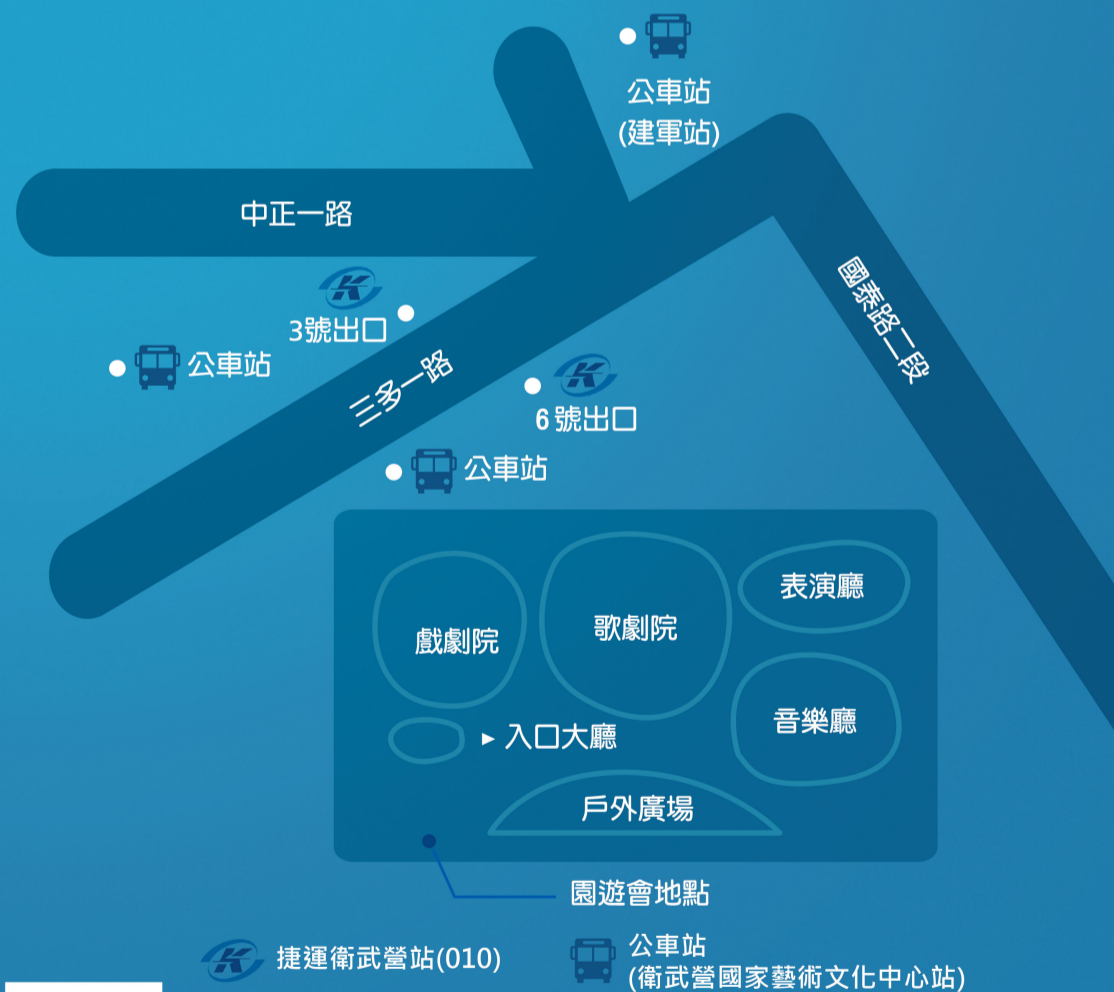 公車站
(建軍站)
中正一路
國泰路二段
3號出口
公車站
三多一路
6號出口
公車站
表演廳
歌劇院
戲劇院
音樂廳
▸ 入口大廳
戶外廣場
園遊會地點
捷運衛武營站(010)
公車站
(衛武營國家藝術文化中心站)